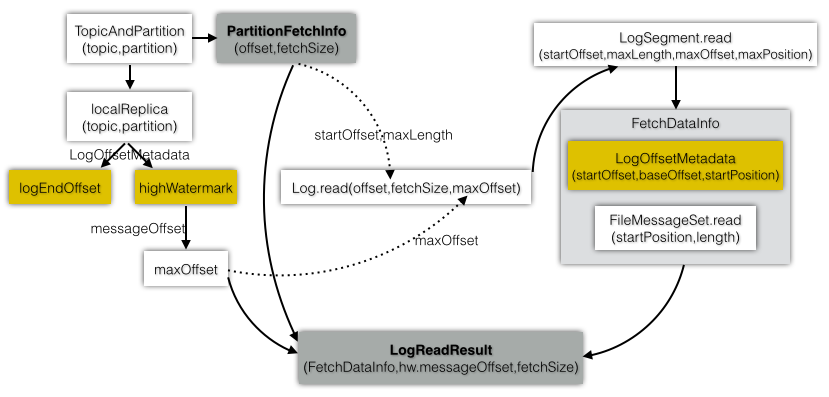 TopicAndPartition
(topic,partition)
PartitionFetchInfo
(offset,fetchSize)
LogSegment.read
(startOffset,maxLength,maxOffset,maxPosition)
localReplica
(topic,partition)
FetchDataInfo
startOffset,maxLength
LogOffsetMetadata
LogOffsetMetadata
(startOffset,baseOffset,startPosition)
logEndOffset
highWatermark
Log.read(offset,fetchSize,maxOffset)
FileMessageSet.read
(startPosition,length)
messageOffset
maxOffset
maxOffset
LogReadResult
(FetchDataInfo,hw.messageOffset,fetchSize)